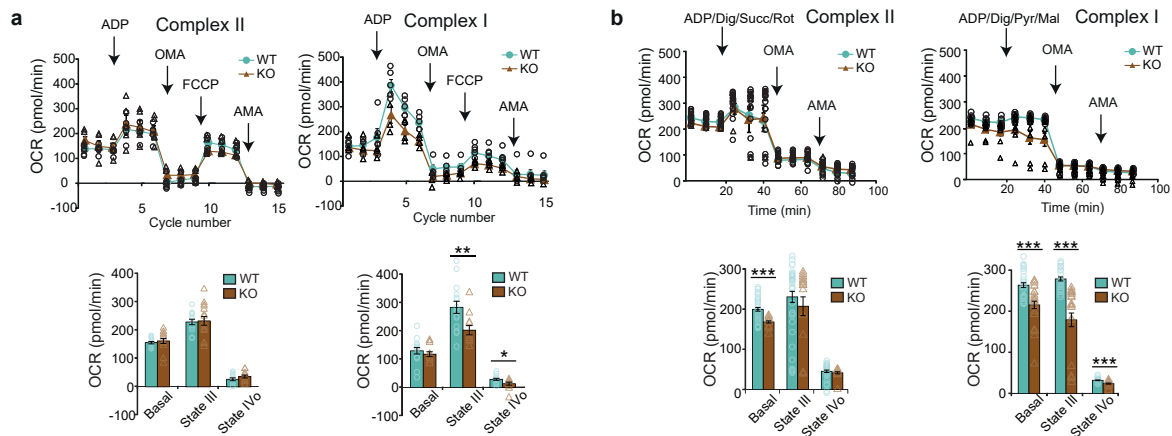 a
ADP
Complex II
OMA
FCCP
AMA
WT
KO
OCR (pmol/min)
500
400
300
200
100
0
-100
5
10
15
Cycle number
ADP
Complex I
OMA
FCCP
AMA
WT
KO
OCR (pmol/min)
600
500
400
300
200
100
0
-100
5
10
15
Cycle number
b
ADP/Dig/Succ/Rot
Complex II
OMA
AMA
WT
KO
OCR (pmol/min)
500
400
300
200
100
0
0
20
40
60
80
100
Time (min)
ADP/Dig/Pyr/Mal
Complex I
OMA
AMA
WT
KO
OCR (pmol/min)
500
400
300
200
100
0
0
20
40
60
80
100
Time (min)
OCR (pmol/min)
400
300
200
100
0
-100
WT
KO
Basal
State III
State IVo
OCR (pmol/min)
400
300
200
100
0
-100
**
*
WT
KO
Basal
State III
State IVo
OCR (pmol/min)
300
200
100
0
***
WT
KO
Basal
State III
State IVo
OCR (pmol/min)
300
200
100
0
***
***
***
WT
KO
Basal
State III
State IVo